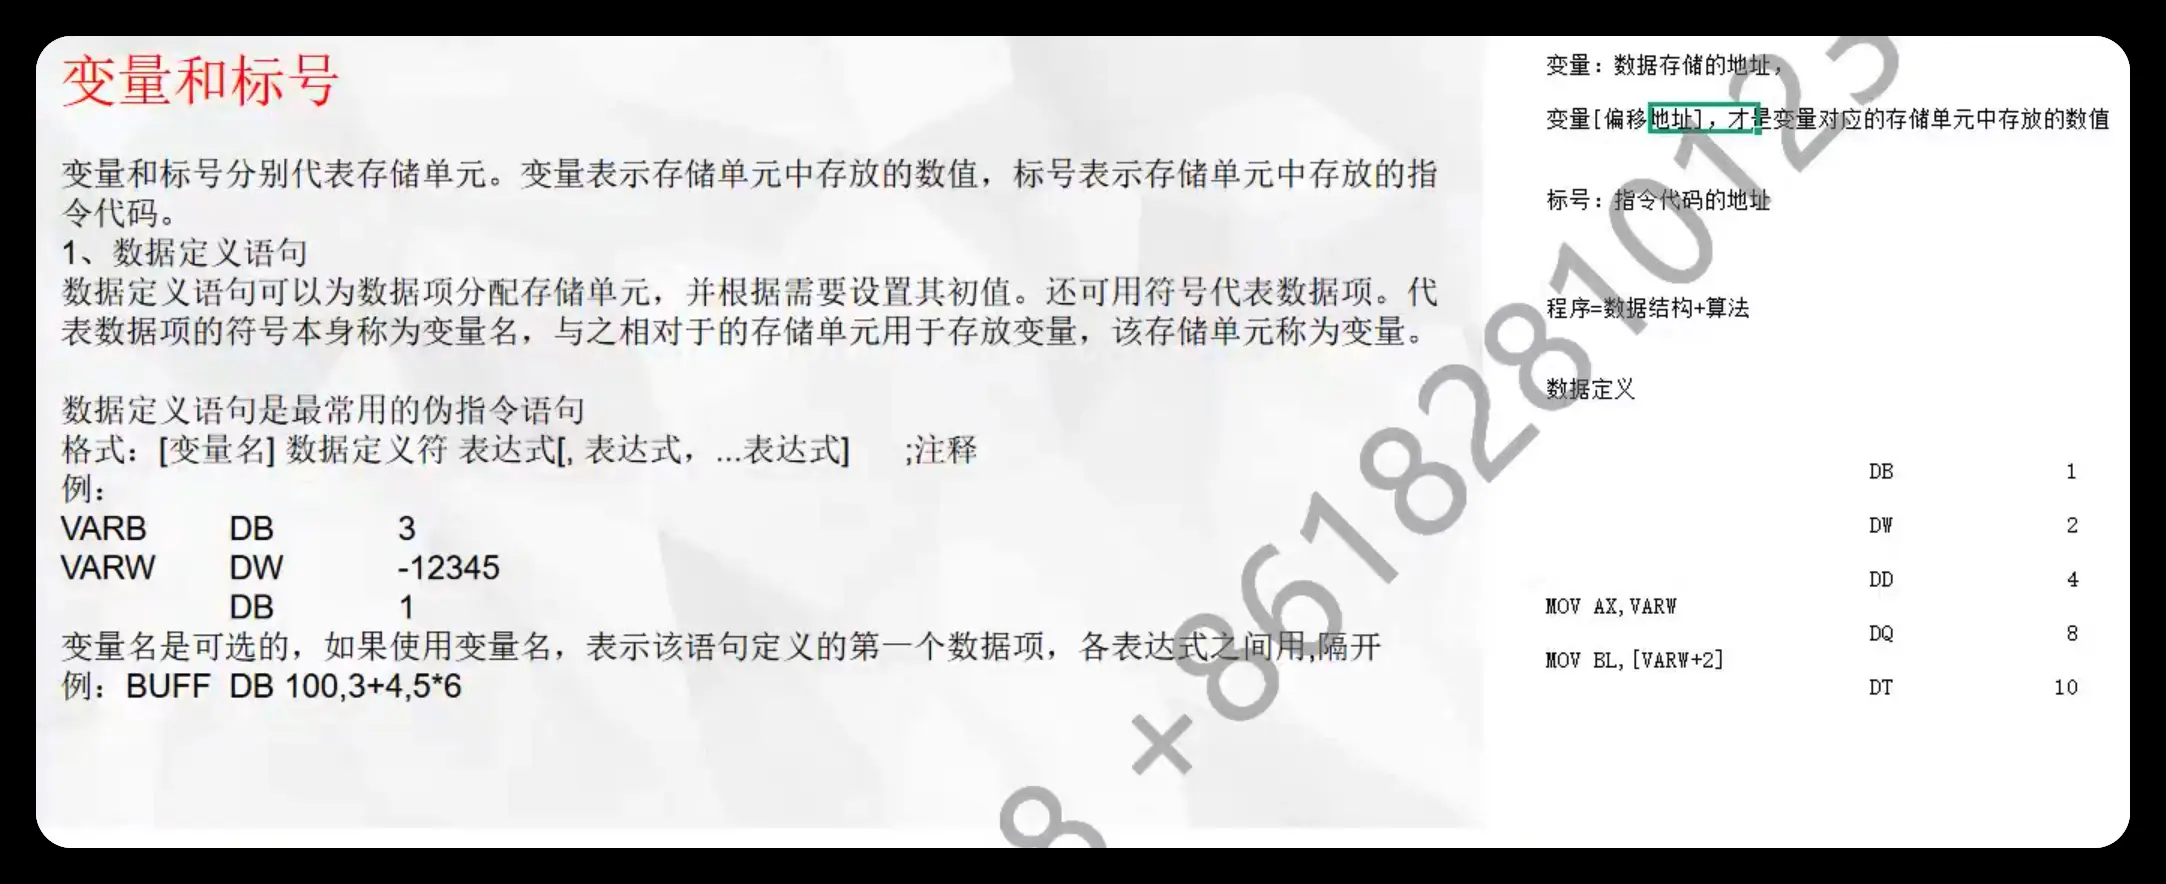 变量和标号
变量和标号分别代表存储单元。变量表示存储单元中存放的数值，标号表示存储单元中存放的指
令代码。
1、数据定义语句
数据定义语句可以为数据项分配存储单元，并根据需要设置其初值。还可用符号代表数据项。代
表数据项的符号本身称为变量名，与之相对于的存储单元用于存放变量，该存储单元称为变量。
数据定义语句是最常用的伪指令语句
格式：[变量名] 数据定义符 表达式[, 表达式，...表达式] ;注释
例：
VARB DB 3
VARW DW -12345
DB 1
变量名是可选的，如果使用变量名，表示该语句定义的第一个数据项，各表达式之间用,隔开
例：BUFF DB 100,3+4,5*6
变量：数据存储的地址，
变量[偏移地址]，才是变量对应的存储单元中存放的数值
标号：指令代码的地址
程序=数据结构+算法
数据定义
DB 1
DW 2
DD 4
MOV AX,VARW
DQ 8
MOV BL,[VARW+2]
DT 10
8 +86182810123